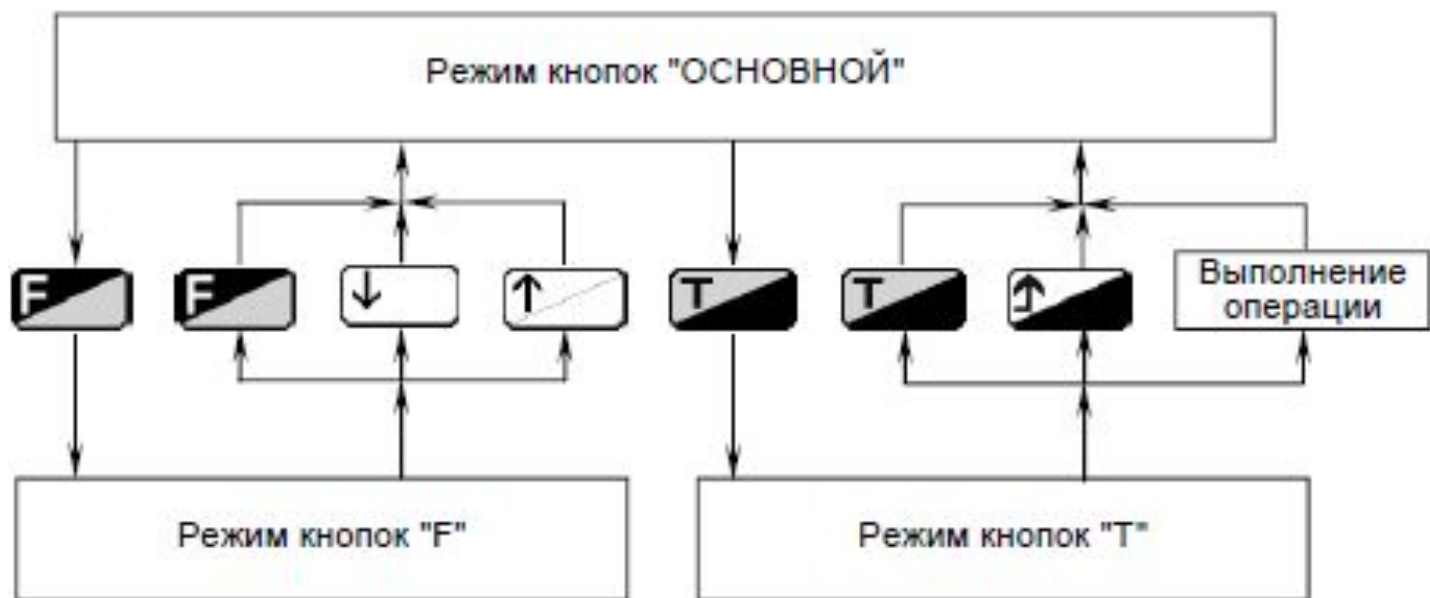 Режим кнопок "ОСНОВНОЙ"
F
F
T
T
Выполнение
операции
Режим кнопок "F"
Режим кнопок "T"